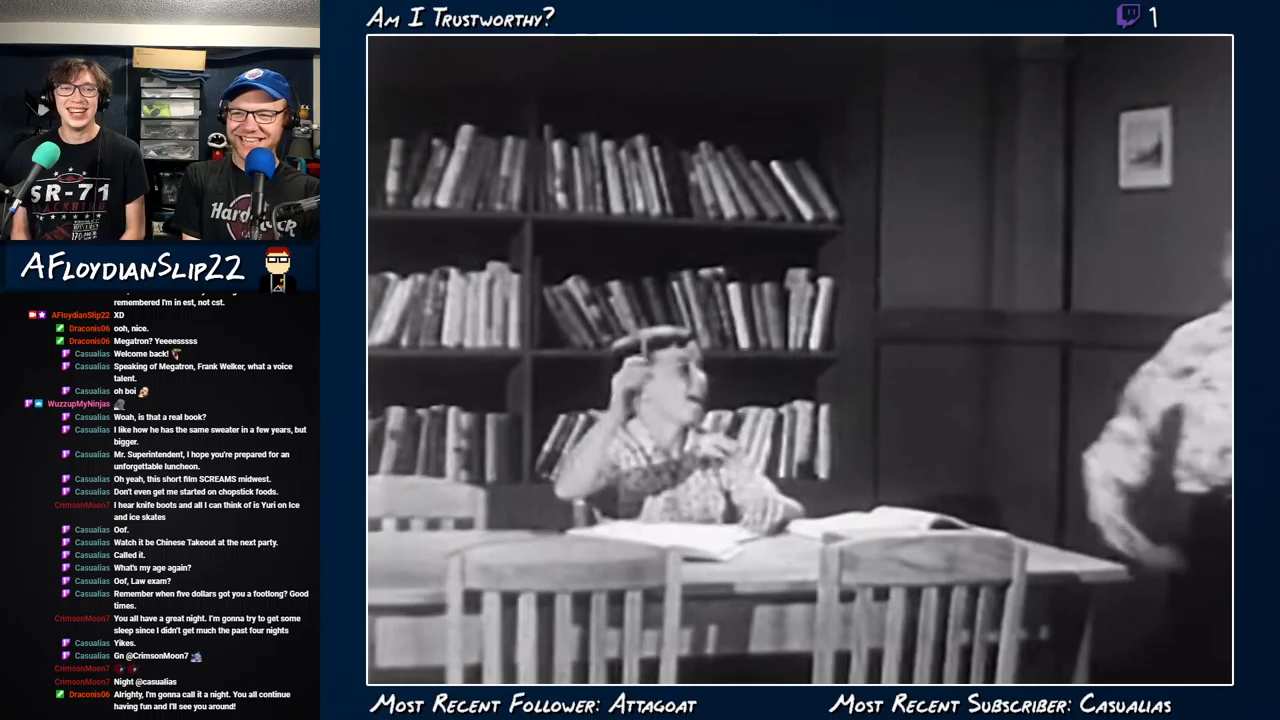 Am I Trustworthy?
1
SR-71
BLACKBIRD
AFloydianSlip22
remembered I'm in est, not cst.
AFloydianSlip22 XD
Draconis06 ooh, nice.
Draconis06 Megatron? Yeeeesssss
Casualias Welcome back!
Casualias Speaking of Megatron, Frank Welker, what a voice
talent.
Casualias oh boi
WuzzupMyNinjas
Casualias Woah, is that a real book?
Casualias I like how he has the same sweater in a few years, but
bigger.
Casualias Mr. Superintendent, I hope you're prepared for an
unforgettable luncheon.
Casualias Oh yeah, this short film SCREAMS midwest.
Casualias Don't even get me started on chopstick foods.
CrimsonMoon7 I hear knife boots and all I can think of is Yuri on Ice
and ice skates
Casualias Oof.
Casualias Watch it be Chinese Takeout at the next party.
Casualias Called it.
Casualias What's my age again?
Casualias Oof, Law exam?
Casualias Remember when five dollars got you a footlong? Good
times.
CrimsonMoon7 You all have a great night. I'm gonna try to get some
sleep since I didn't get much the past four nights
Casualias Yikes.
Casualias Gn @CrimsonMoon7
CrimsonMoon7
CrimsonMoon7 Night @casualias
Draconis06 Alrighty, I'm gonna call it a night. You all continue
having fun and I'll see you around!
Most Recent Follower: Attagoat
Most Recent Subscriber: Casualias